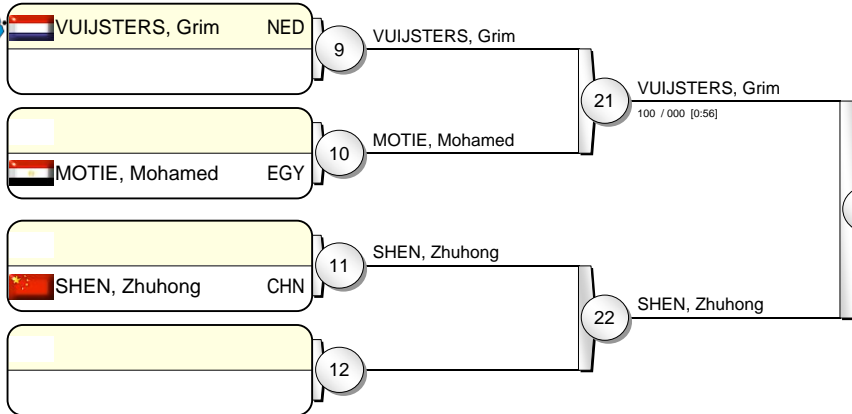 VUIJSTERS, Grim NED
9
VUIJSTERS, Grim
21
VUIJSTERS, Grim
100 / 000 [0:56]
10
MOTIE, Mohamed
MOTIE, Mohamed EGY
11
SHEN, Zhuhong
SHEN, Zhuhong CHN
22
SHEN, Zhuhong
12